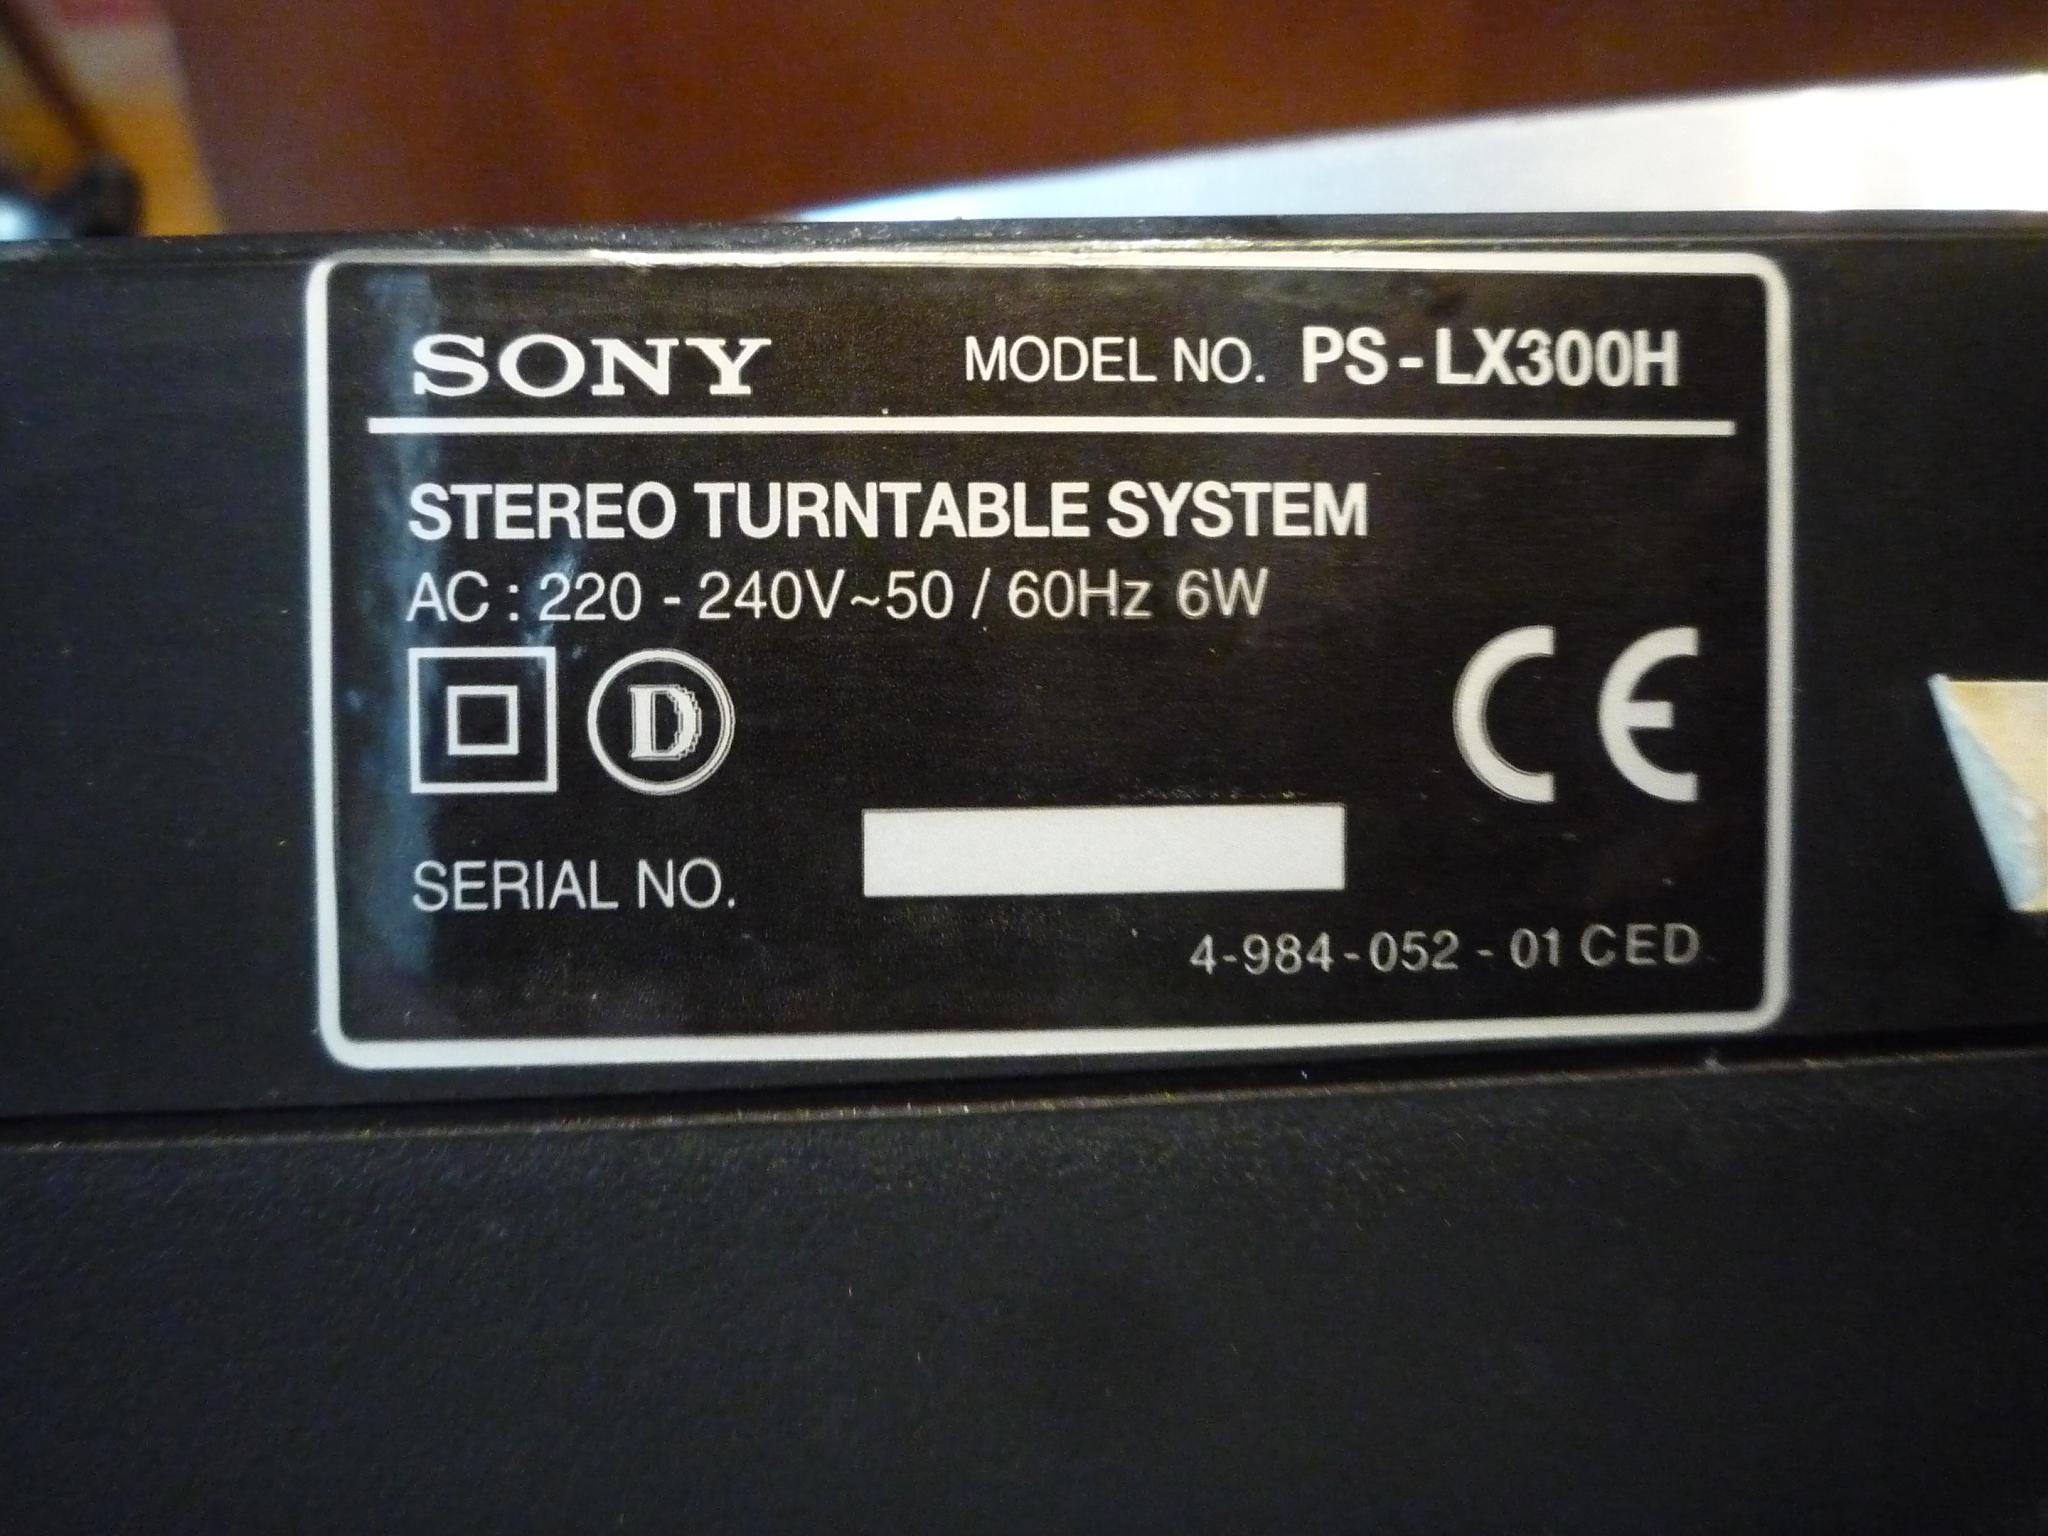 SONY MODEL NO. PS-LX300H
STEREO TURNTABLE SYSTEM
AC : 220 - 240V~50 / 60Hz 6W
D CE
SERIAL NO.
4-984-052-01 CED